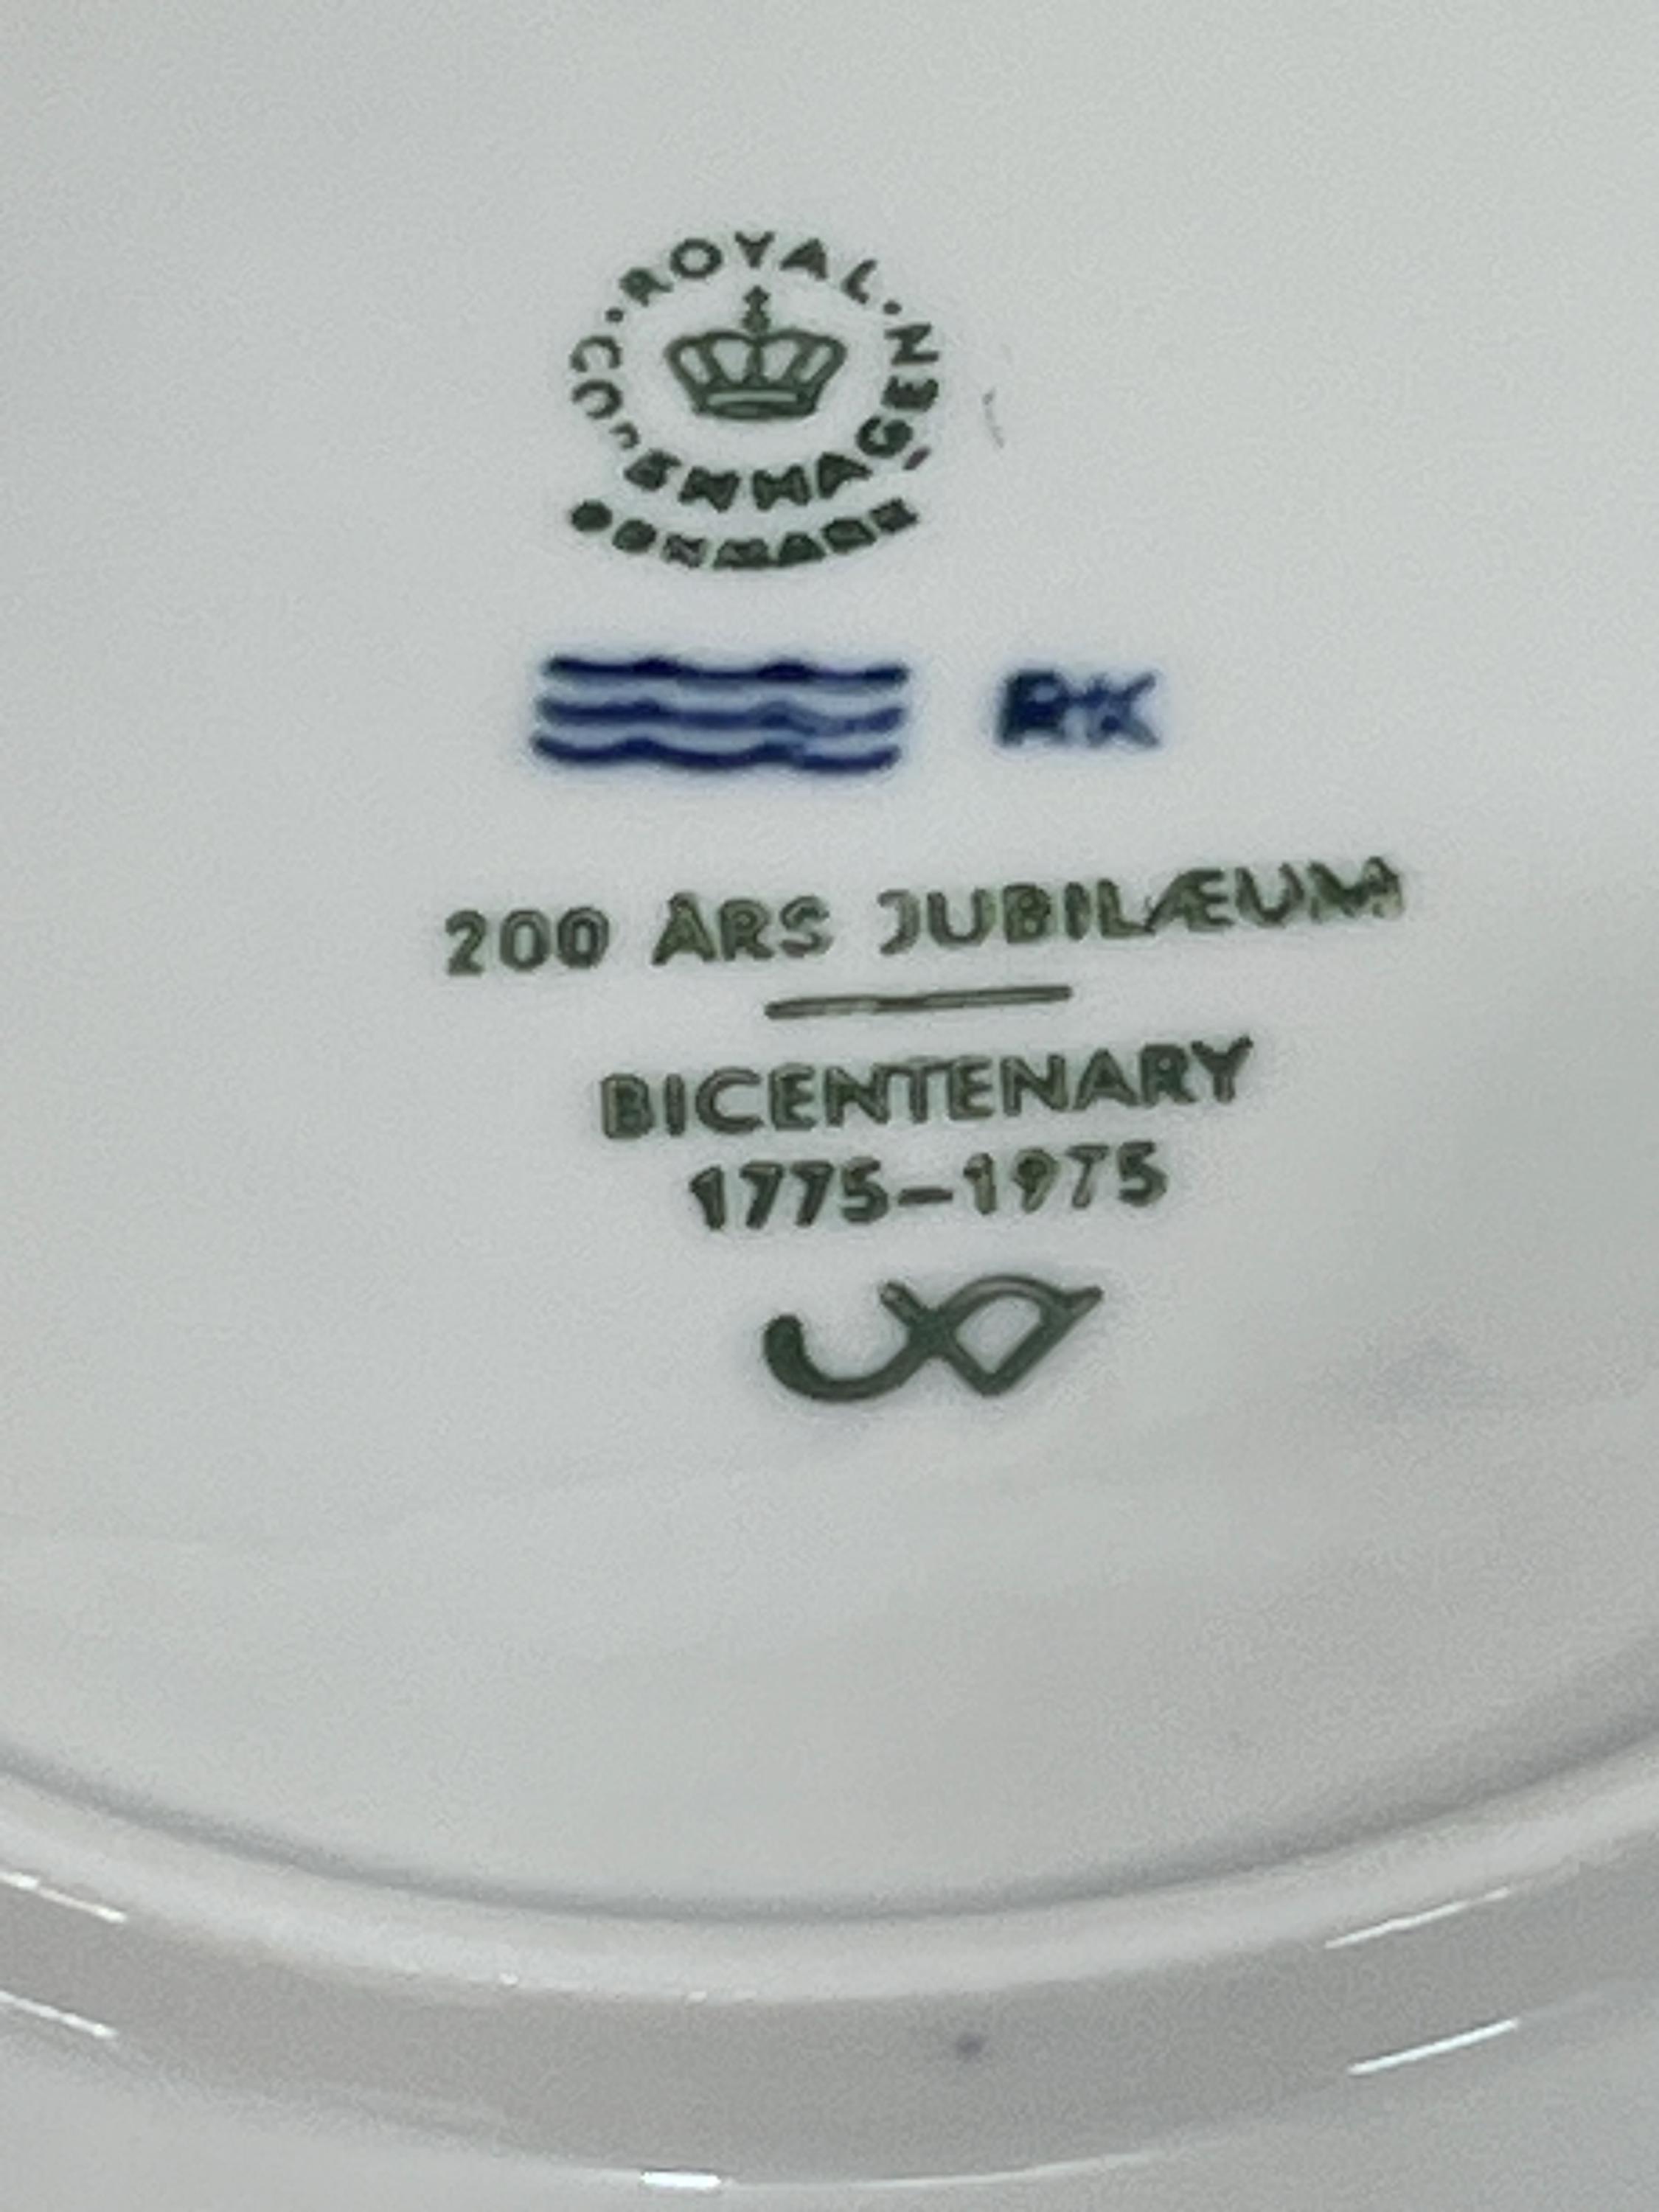 ROYAL
COPENHAGEN
DENMARK
RK
200 ÅRS JUBILÆUM
BICENTENARY
1775–1975